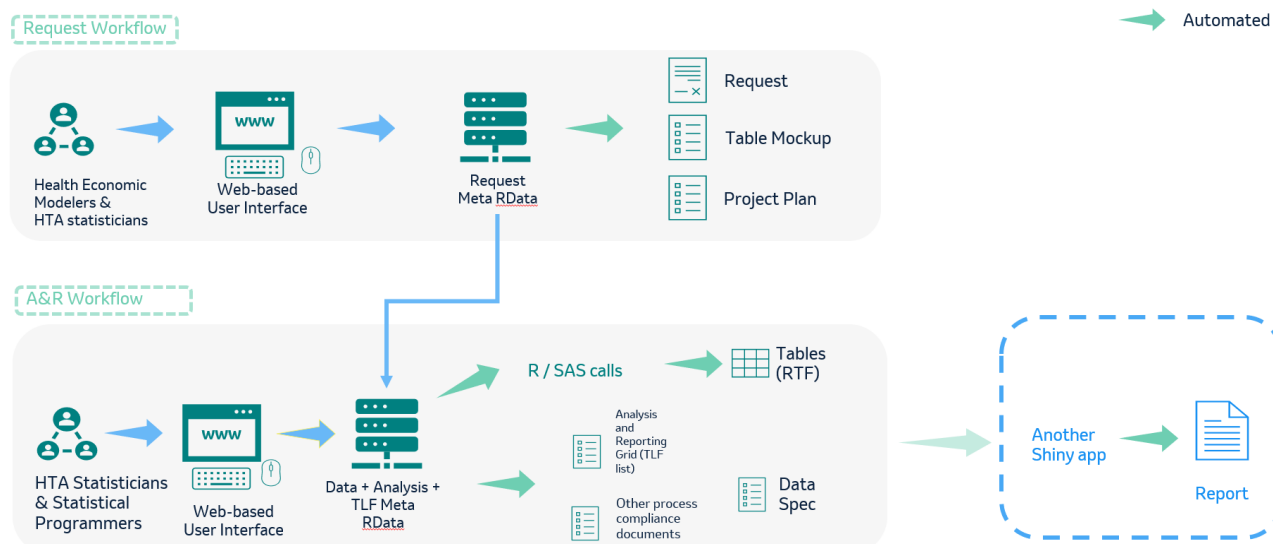 Request Workflow
Automated
Request
Table Mockup
Project Plan
www
Health Economic
Modelers &
HTA statisticians
Web-based
User Interface
Request
Meta RData
A&R Workflow
R / SAS calls
Tables
(RTF)
www
Analysis
and
Reporting
Grid (TLF
list)
HTA Statisticians
& Statistical
Programmers
Web-based
User Interface
Data + Analysis +
TLF Meta
RData
Other process
compliance
documents
Data
Spec
Another
Shiny app
Report